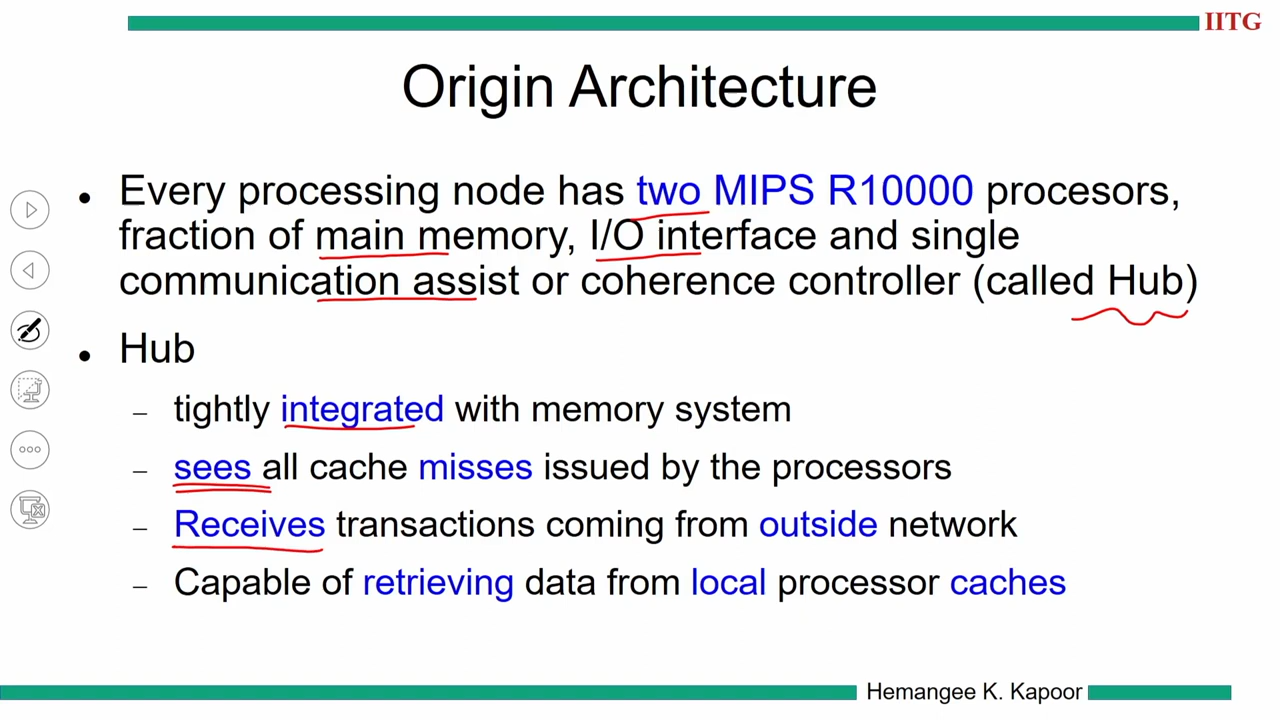 IITG
Origin Architecture
• Every processing node has two MIPS R10000 procesors,
fraction of main memory, I/O interface and single
communication assist or coherence controller (called Hub)
• Hub
– tightly integrated with memory system
– sees all cache misses issued by the processors
– Receives transactions coming from outside network
– Capable of retrieving data from local processor caches
Hemangee K. Kapoor